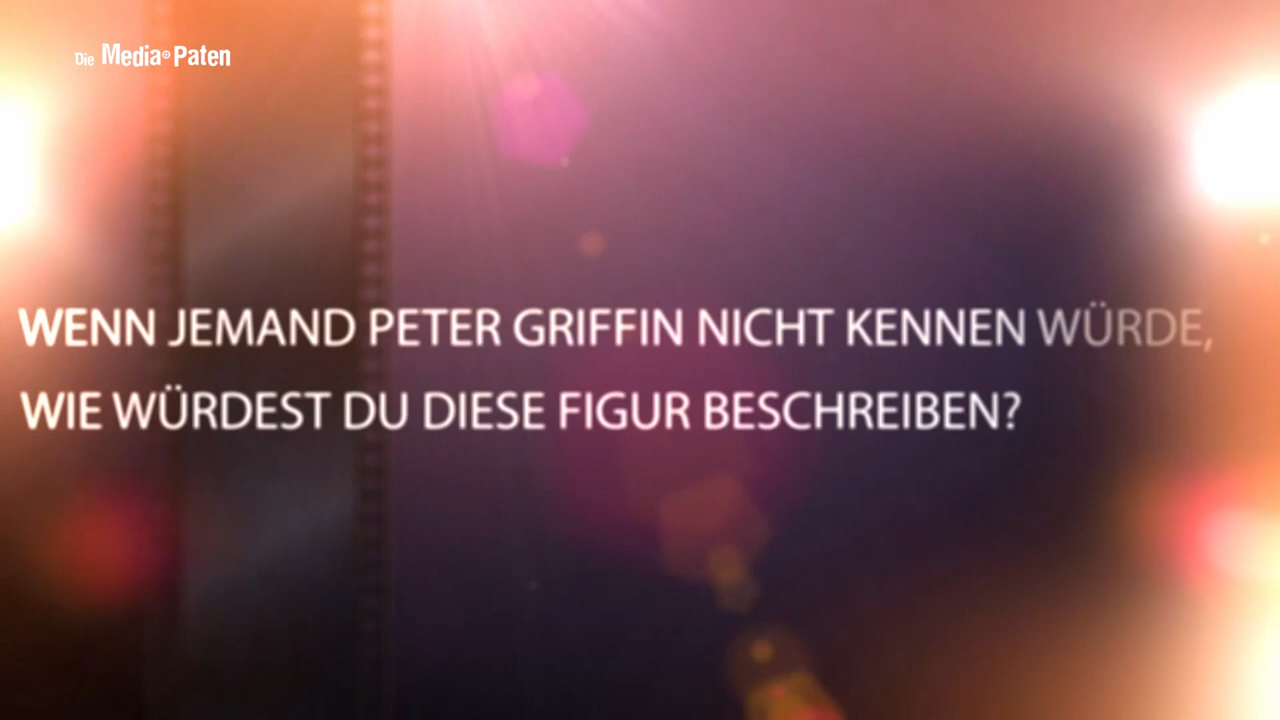 Die Media Paten
WENN JEMAND PETER GRIFFIN NICHT KENNEN WÜRDE,
WIE WÜRDEST DU DIESE FIGUR BESCHREIBEN?